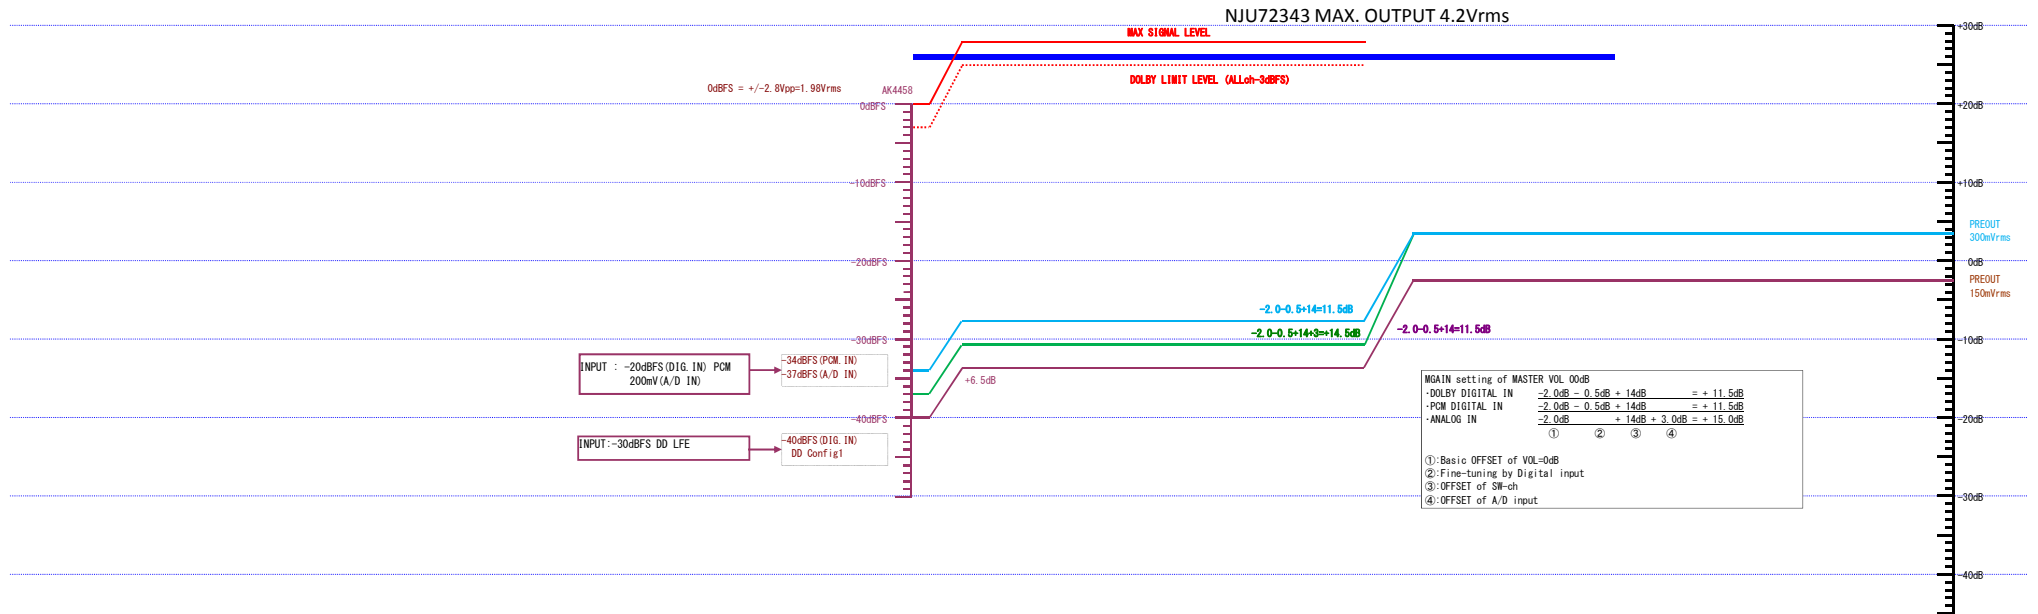 NJU72343 MAX. OUTPUT 4.2Vrms
+30dB
MAX SIGNAL LEVEL
DOLBY LIMIT LEVEL (ALLch-3dBFS)
0dBFS = +/-2.8Vpp=1.98Vrms
AK4458
0dBFS
+20dB
-10dBFS
+10dB
PREOUT
300mVrms
-20dBFS
0dB
PREOUT
150mVrms
-2.0-0.5+14=11.5dB
-2.0-0.5+14+3=+14.5dB
-2.0-0.5+14=11.5dB
-30dBFS
-10dB
INPUT : -20dBFS(DIG.IN) PCM
200mV(A/D IN)
-34dBFS(PCM.IN)
-37dBFS(A/D IN)
+6.5dB
-40dBFS
-20dB
INPUT:-30dBFS DD LFE
-40dBFS(DIG.IN)
DD Config1
MGAIN setting of MASTER VOL 00dB
・DOLBY DIGITAL IN -2.0dB - 0.5dB + 14dB = + 11.5dB
・PCM DIGITAL IN -2.0dB - 0.5dB + 14dB = + 11.5dB
・ANALOG IN -2.0dB + 14dB + 3.0dB = + 15.0dB
① ② ③ ④
①:Basic OFFSET of VOL=0dB
②:Fine-tuning by Digital input
③:OFFSET of SW-ch
④:OFFSET of A/D input
-30dB
-40dB